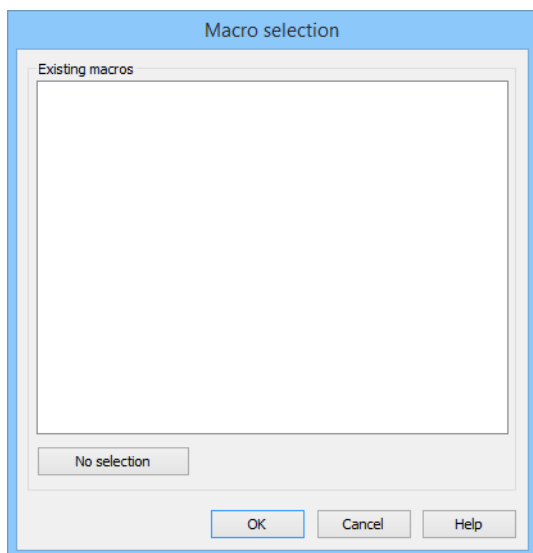 Macro selection
Existing macros
No selection
OK Cancel Help